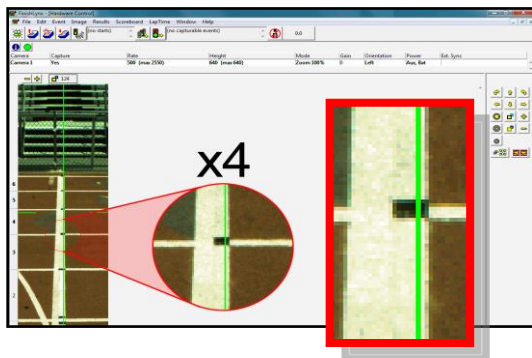 FinishLynx - [Hardware Control]
File Edit Event Image Results Scoreboard LapTime Window Help
(no starts)
(no capturable events)
0.0
Camera Capture Rate Height Mode Gain Orientation Power Ext. Sync
Camera 1 Yes 500 (max 2550) 640 (max 640) Zoom 100% 0 Left Aux, Bat
124
x4
6
5
4
3
2